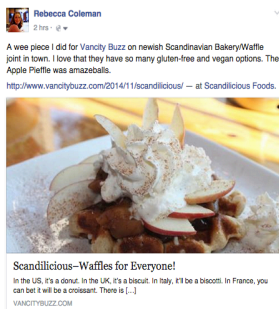 Rebecca Coleman
2 hrs ·
A wee piece I did for Vancity Buzz on newish Scandinavian Bakery/Waffle
joint in town. I love that they have so many gluten-free and vegan options. The
Apple Pieffle was amazeballs.
http://www.vancitybuzz.com/2014/11/scandilicious/ — at Scandilicious Foods.
Scandilicious–Waffles for Everyone!
In the US, it's a donut. In the UK, it's a biscuit. In Italy, it'll be a biscotti. In France, you
can bet it will be a croissant. There is [...]
VANCITYBUZZ.COM